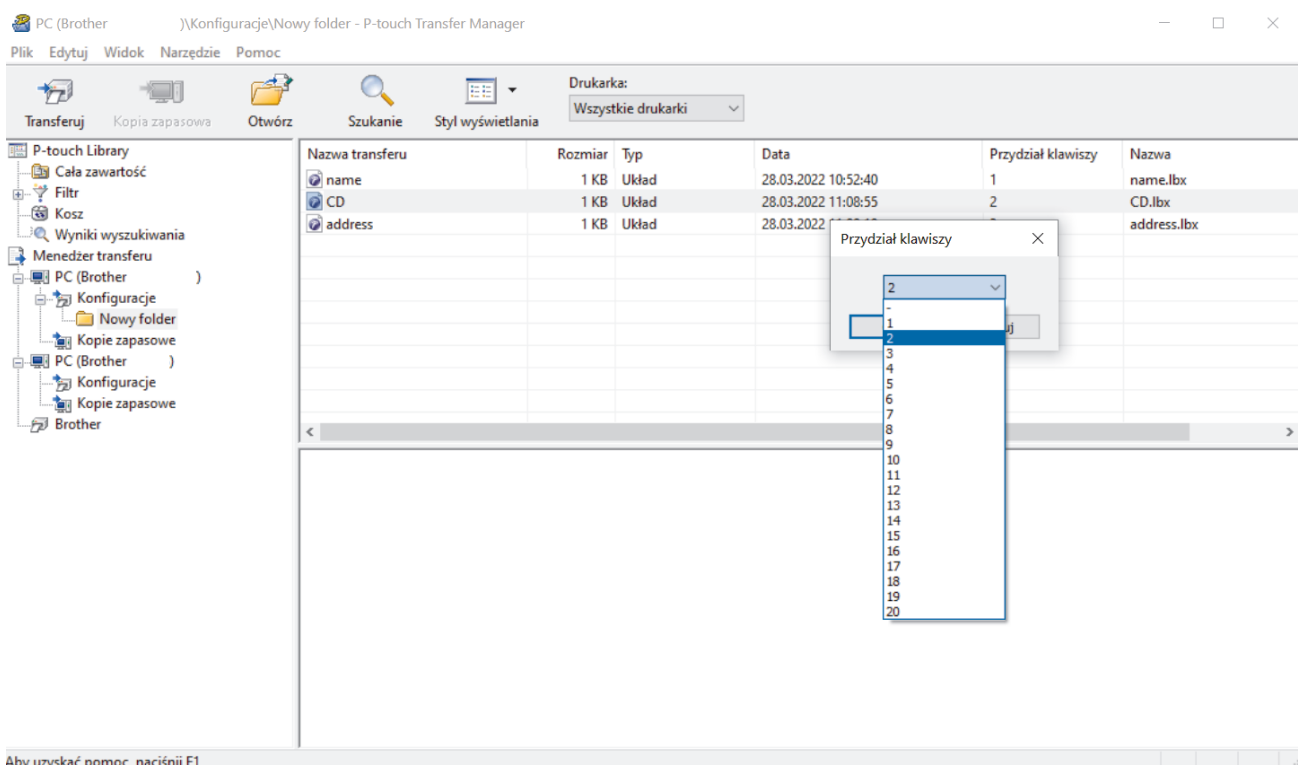 PC (Brother )\Konfiguracje\Nowy folder - P-touch Transfer Manager
Plik Edytuj Widok Narzędzie Pomoc
Transferuj Kopia zapasowa Otwórz Szukanie Styl wyświetlania
Drukarka:
Wszystkie drukarki
P-touch Library
Cała zawartość
Filtr
Kosz
Wyniki wyszukiwania
Menedżer transferu
PC (Brother )
Konfiguracje
Nowy folder
Kopie zapasowe
PC (Brother )
Konfiguracje
Kopie zapasowe
Brother
Nazwa transferu Rozmiar Typ Data Przydział klawiszy Nazwa
name 1 KB Układ 28.03.2022 10:52:40 1 name.lbx
CD 1 KB Układ 28.03.2022 11:08:55 2 CD.lbx
address 1 KB Układ 28.03.2022 address.lbx
Przydział klawiszy
2
-
1
2
3
4
5
6
7
8
9
10
11
12
13
14
15
16
17
18
19
20
Aby uzyskać pomoc, naciśnij F1